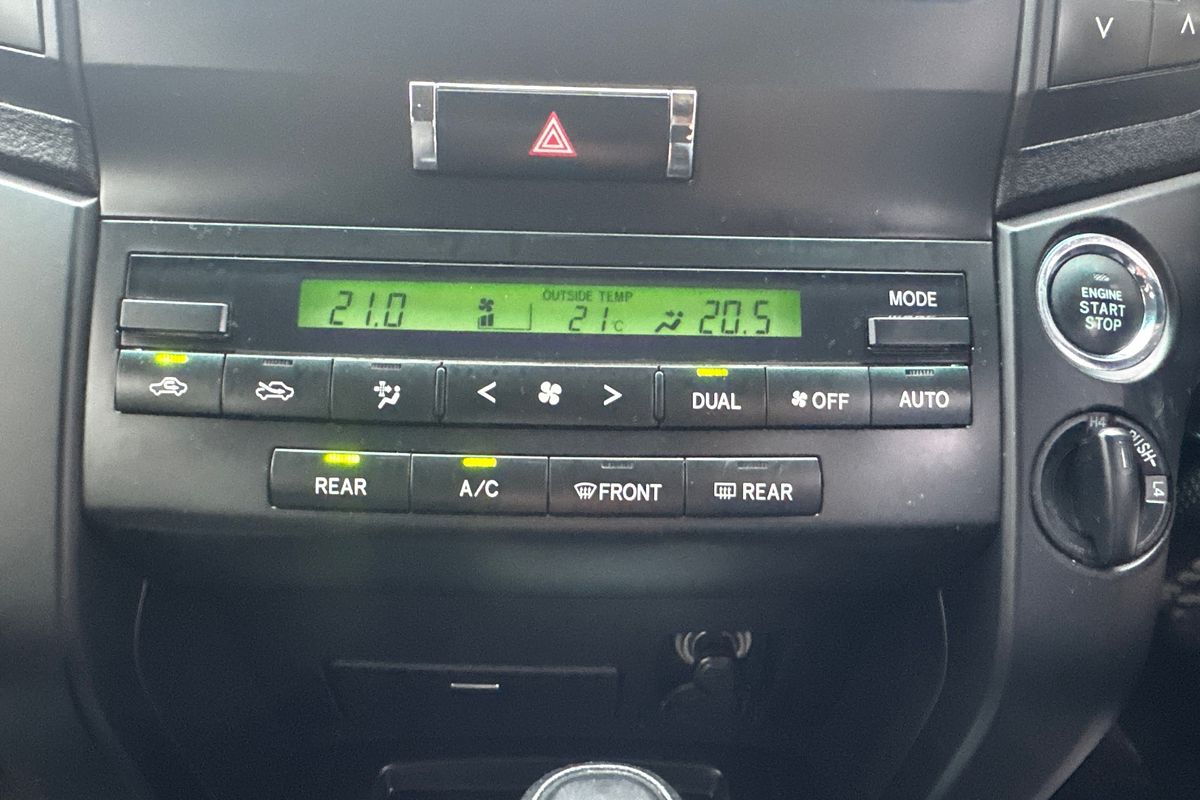 OUTSIDE TEMP
21.0
21 C
20.5
MODE
ENGINE
START
STOP
DUAL
OFF
AUTO
REAR
A/C
FRONT
REAR
H4
PUSH
L4